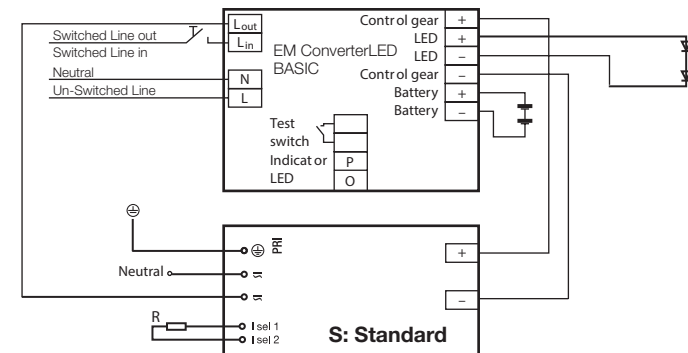 Switched Line out
Switched Line in
Neutral
Un-Switched Line
Lout
Lin
N
L
EM ConverterLED
BASIC
Control gear +
LED +
LED –
Control gear –
Battery +
Battery –
Test
switch
Indicator P
LED O
PRI
Neutral
R
I sel 1
I sel 2
+
–
S: Standard